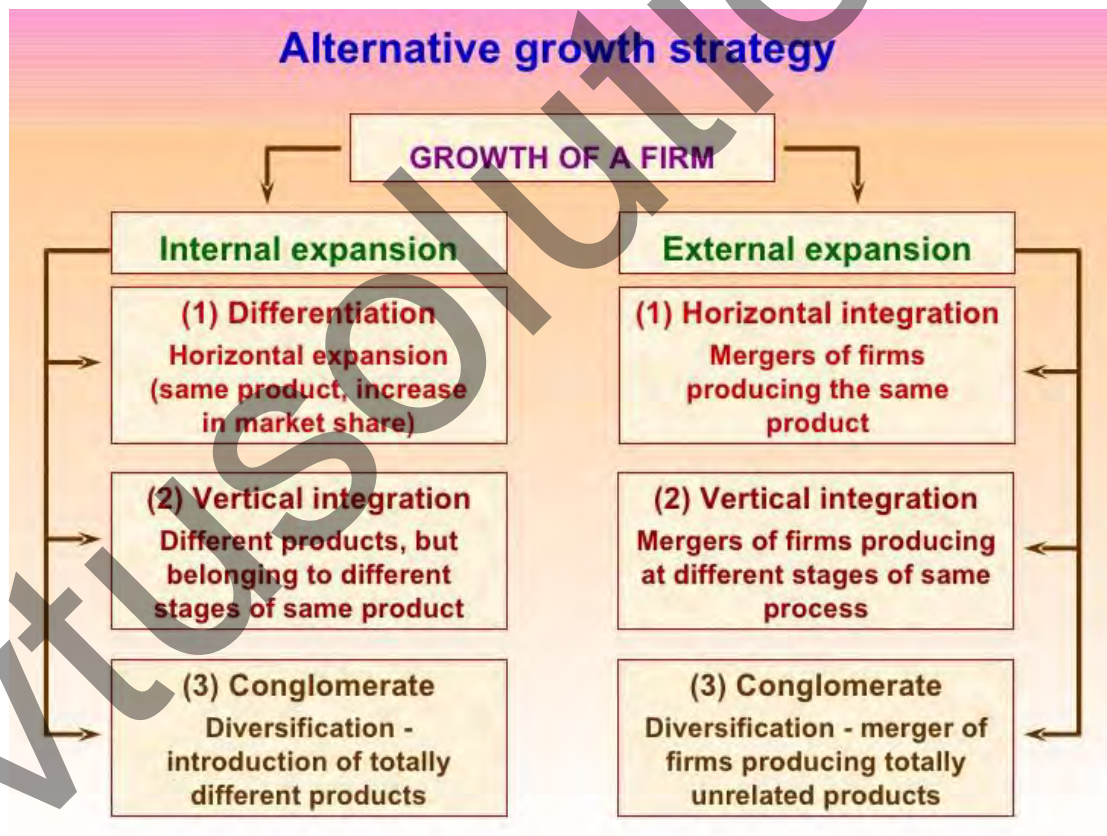 Alternative growth strategy
GROWTH OF A FIRM
Internal expansion
(1) Differentiation
Horizontal expansion
(same product, increase
in market share)
(2) Vertical integration
Different products, but
belonging to different
stages of same product
(3) Conglomerate
Diversification -
introduction of totally
different products
External expansion
(1) Horizontal integration
Mergers of firms
producing the same
product
(2) Vertical integration
Mergers of firms producing
at different stages of same
process
(3) Conglomerate
Diversification - merger of
firms producing totally
unrelated products